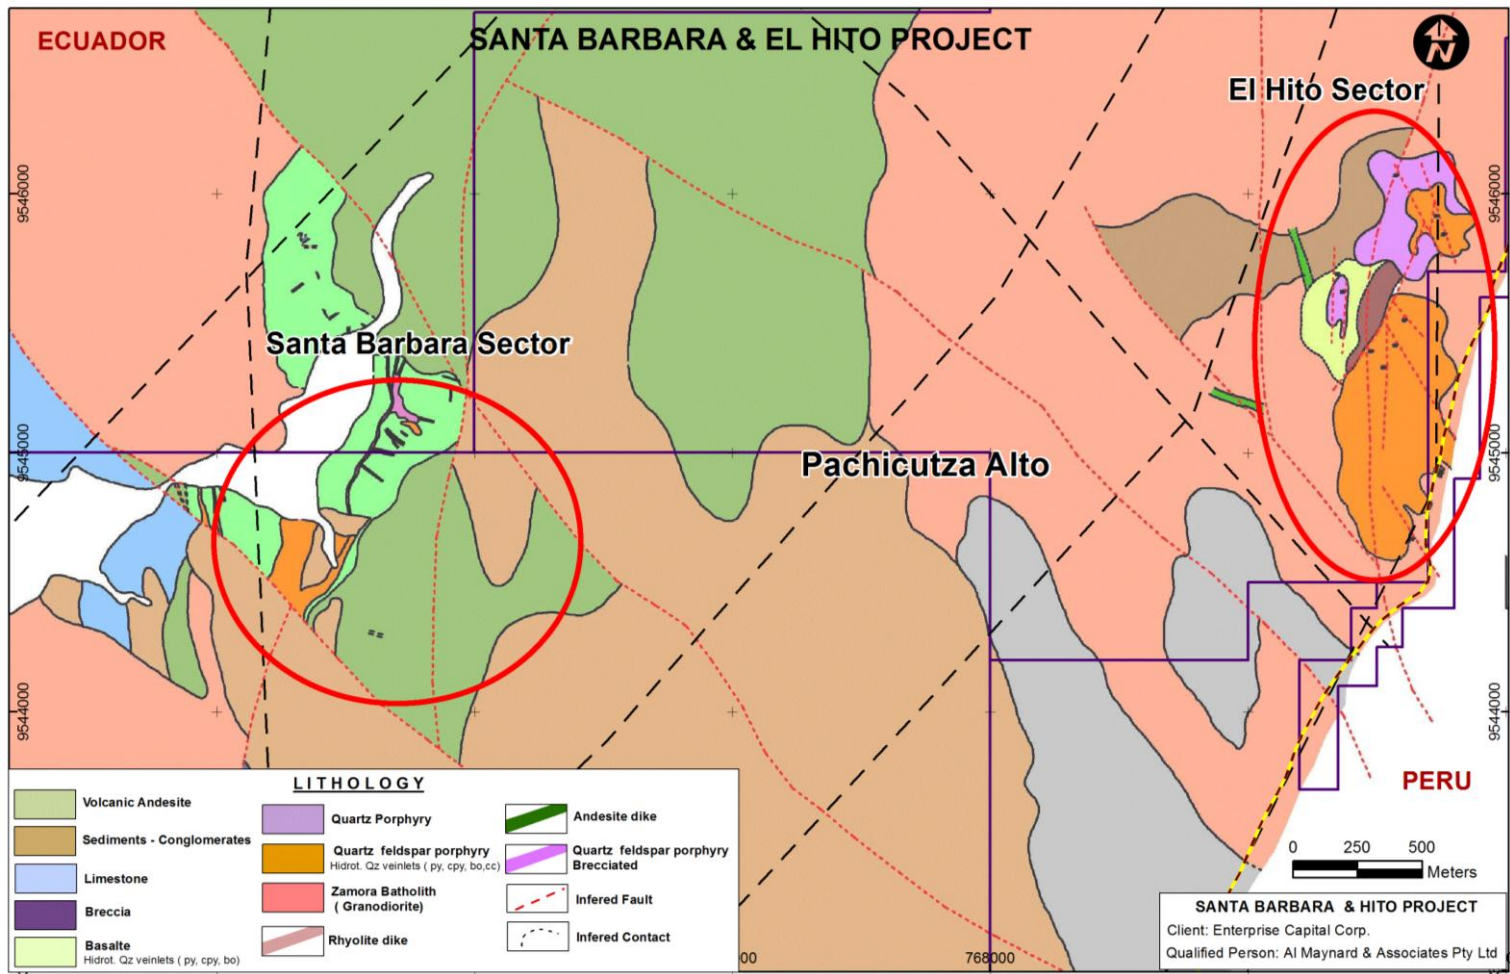 ECUADOR
SANTA BARBARA & EL HITO PROJECT
N
El Hito Sector
9546000
9546000
Santa Barbara Sector
9545000
Pachicutza Alto
9545000
9544000
9544000
PERU
LITHOLOGY
Volcanic Andesite
Sediments - Conglomerates
Limestone
Breccia
Basalte
Hidrot. Qz veinlets ( py, cpy, bo)
Quartz Porphyry
Quartz feldspar porphyry
Hidrot. Qz veinlets ( py, cpy, bo,cc)
Zamora Batholith
( Granodiorite)
Rhyolite dike
Andesite dike
Quartz feldspar porphyry
Brecciated
Infered Fault
Infered Contact
00
768000
0 250 500
Meters
SANTA BARBARA & HITO PROJECT
Client: Enterprise Capital Corp.
Qualified Person: Al Maynard & Associates Pty Ltd